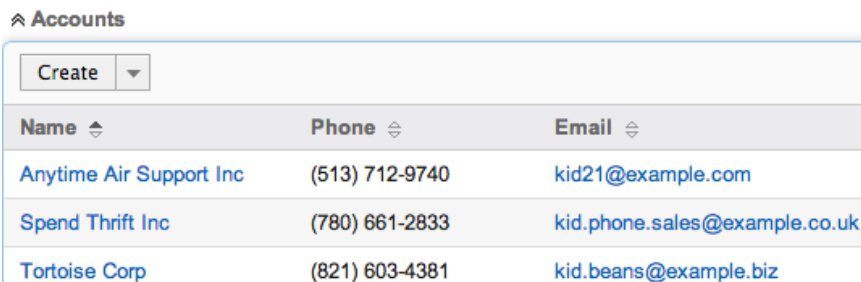 Accounts
Create
Name Phone Email
Anytime Air Support Inc (513) 712-9740 kid21@example.com
Spend Thrift Inc (780) 661-2833 kid.phone.sales@example.co.uk
Tortoise Corp (821) 603-4381 kid.beans@example.biz